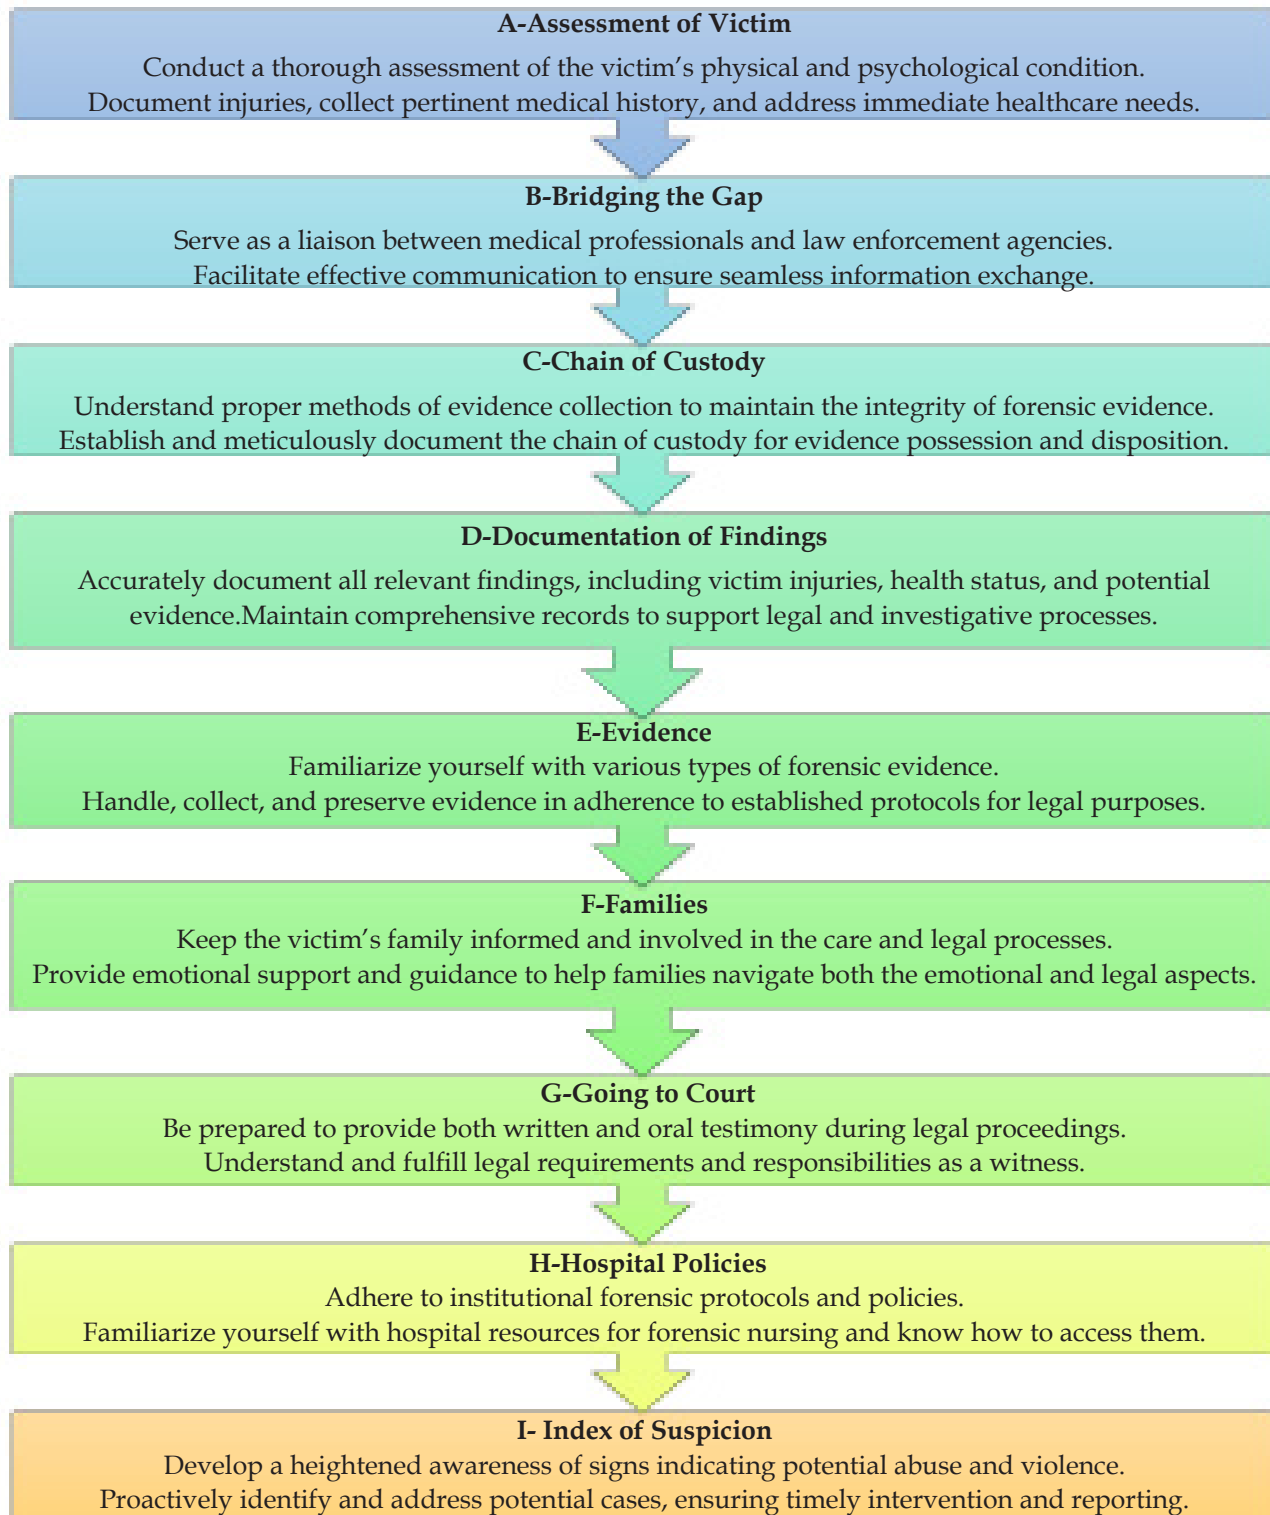 A-Assessment of Victim
Conduct a thorough assessment of the victim's physical and psychological condition.
Document injuries, collect pertinent medical history, and address immediate healthcare needs.
B-Bridging the Gap
Serve as a liaison between medical professionals and law enforcement agencies.
Facilitate effective communication to ensure seamless information exchange.
C-Chain of Custody
Understand proper methods of evidence collection to maintain the integrity of forensic evidence.
Establish and meticulously document the chain of custody for evidence possession and disposition.
D-Documentation of Findings
Accurately document all relevant findings, including victim injuries, health status, and potential
evidence.Maintain comprehensive records to support legal and investigative processes.
E-Evidence
Familiarize yourself with various types of forensic evidence.
Handle, collect, and preserve evidence in adherence to established protocols for legal purposes.
F-Families
Keep the victim's family informed and involved in the care and legal processes.
Provide emotional support and guidance to help families navigate both the emotional and legal aspects.
G-Going to Court
Be prepared to provide both written and oral testimony during legal proceedings.
Understand and fulfill legal requirements and responsibilities as a witness.
H-Hospital Policies
Adhere to institutional forensic protocols and policies.
Familiarize yourself with hospital resources for forensic nursing and know how to access them.
I- Index of Suspicion
Develop a heightened awareness of signs indicating potential abuse and violence.
Proactively identify and address potential cases, ensuring timely intervention and reporting.